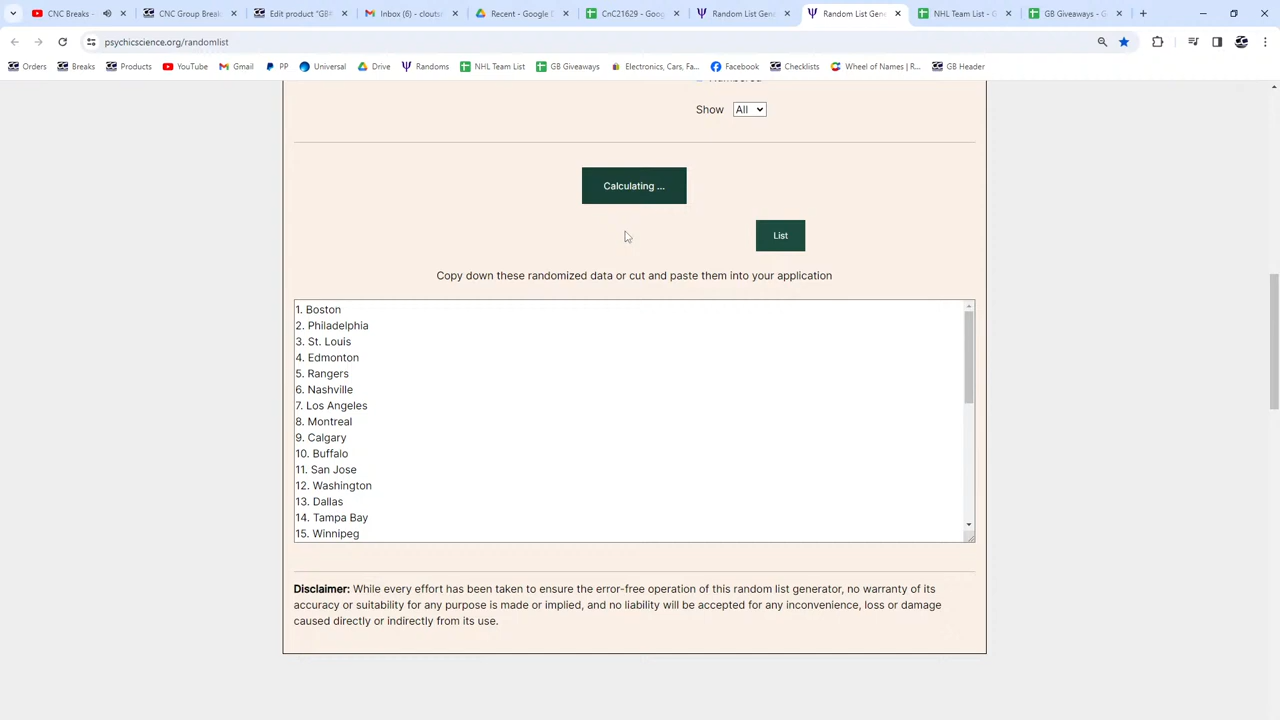 CNC Breaks -
CNC Group Break
Edit product "GBF
Inbox (6) - clouts
Recent - Google D
CnC21629 - Goog
Random List Gene
Random List Gene
NHL Team List - G
GB Giveaways - G
psychicscience.org/randomlist
Orders
Breaks
Products
YouTube
Gmail
PP
Universal
Drive
Randoms
NHL Team List
GB Giveaways
Electronics, Cars, Fa...
Facebook
Checklists
Wheel of Names | R...
GB Header
Numbered
Show All
Calculating ...
List
Copy down these randomized data or cut and paste them into your application
1. Boston
2. Philadelphia
3. St. Louis
4. Edmonton
5. Rangers
6. Nashville
7. Los Angeles
8. Montreal
9. Calgary
10. Buffalo
11. San Jose
12. Washington
13. Dallas
14. Tampa Bay
15. Winnipeg
Disclaimer: While every effort has been taken to ensure the error-free operation of this random list generator, no warranty of its
accuracy or suitability for any purpose is made or implied, and no liability will be accepted for any inconvenience, loss or damage
caused directly or indirectly from its use.